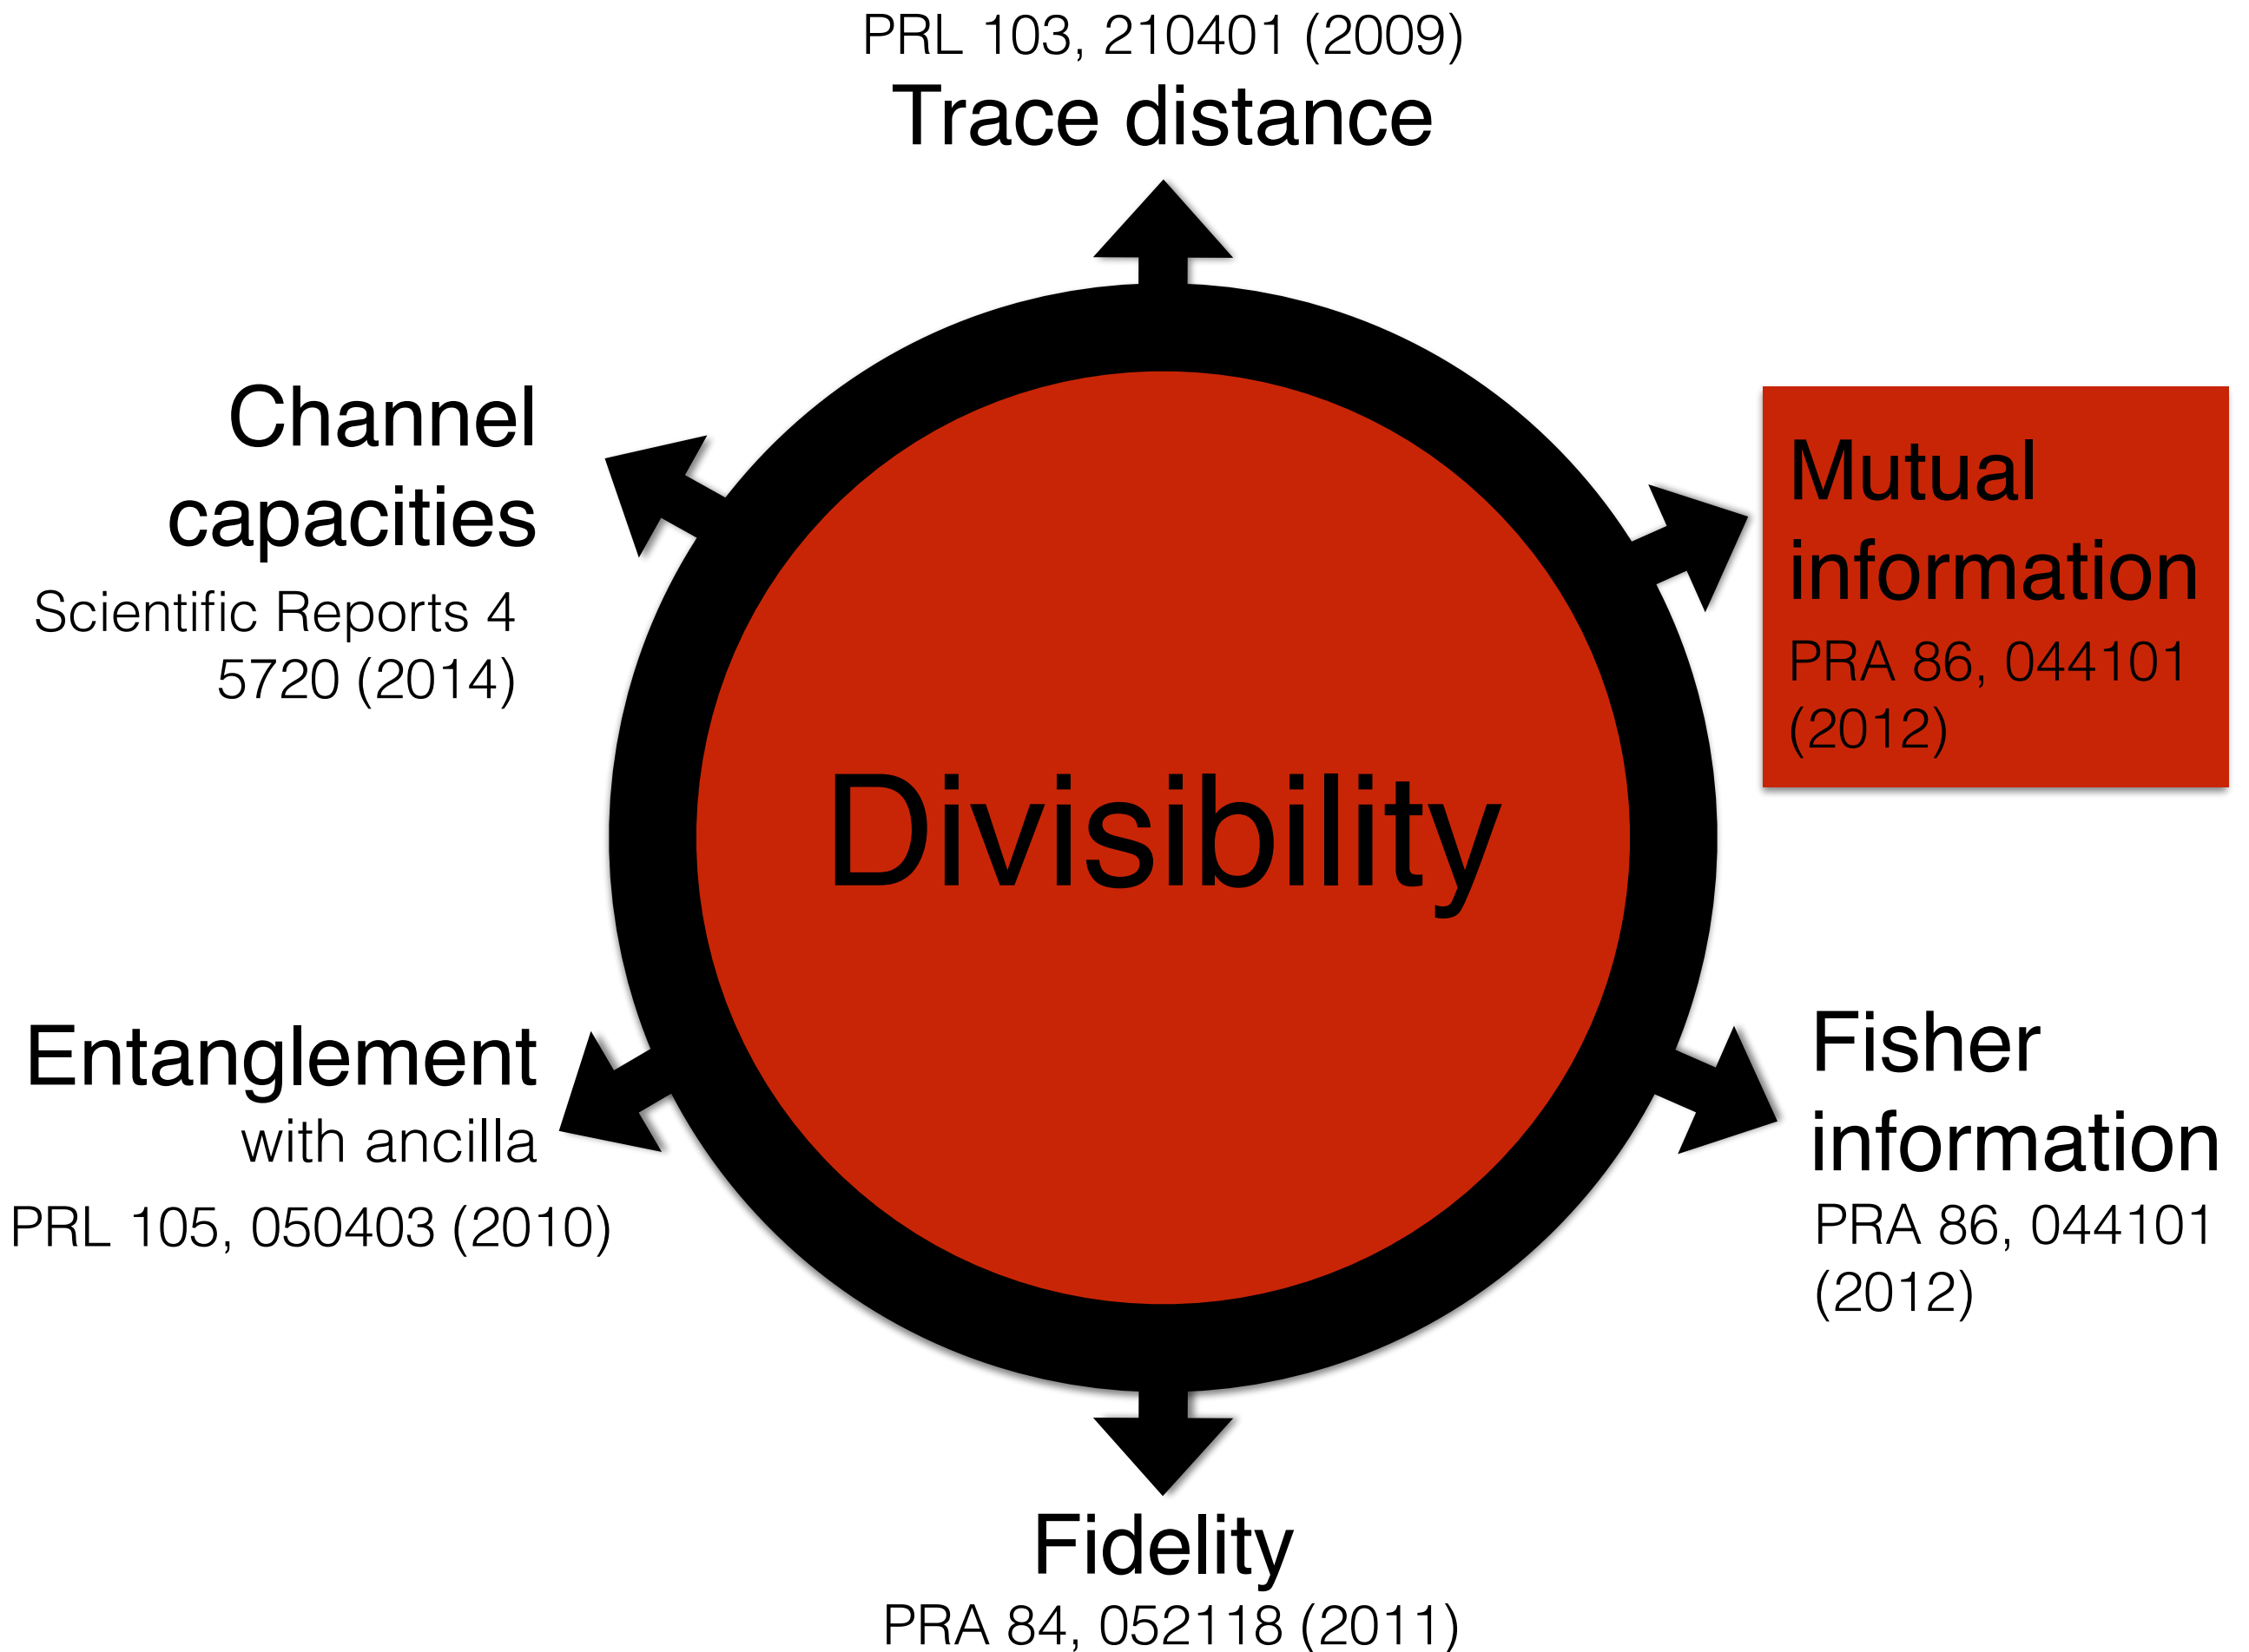 PRL 103, 210401 (2009)
Trace distance
Channel
capacities
Scientific Reports 4
5720 (2014)
Mutual
information
PRA 86, 044101
(2012)
Divisibility
Entanglement
with ancilla
PRL 105, 050403 (2010)
Fisher
information
PRA 86, 044101
(2012)
Fidelity
PRA 84, 052118 (2011)